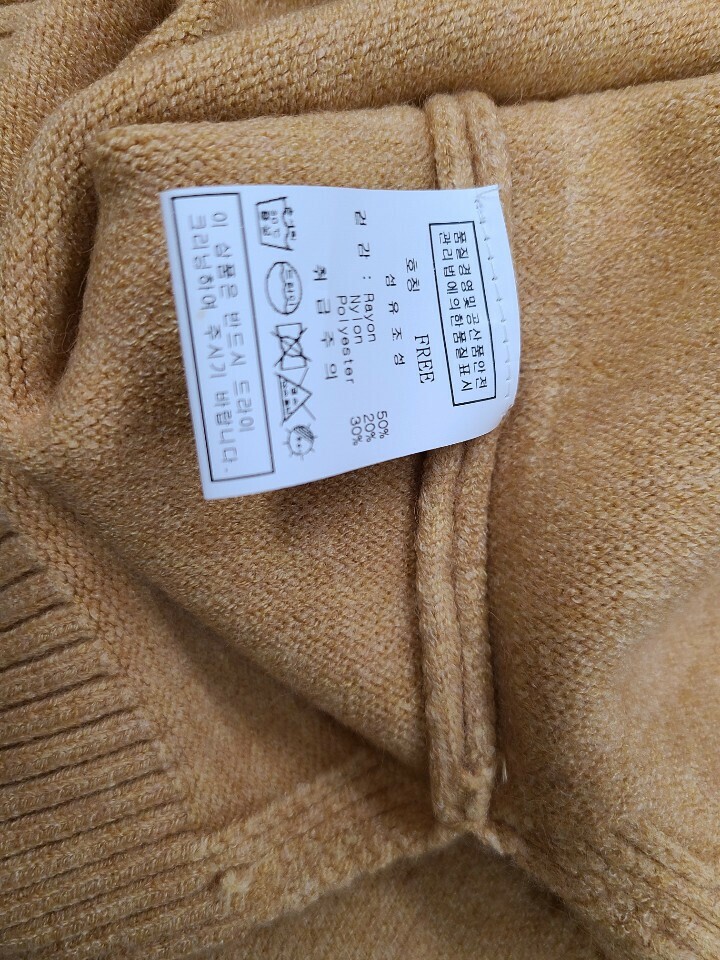 품질경영및공산품안전
관리법에의한품질표시
호칭 FREE
섬유조성
겉감 : Rayon 50%
Nylon 20%
Polyester 30%
취급주의
이 상품은 반드시 드라이
크리닝하여 주시기 바랍니다.